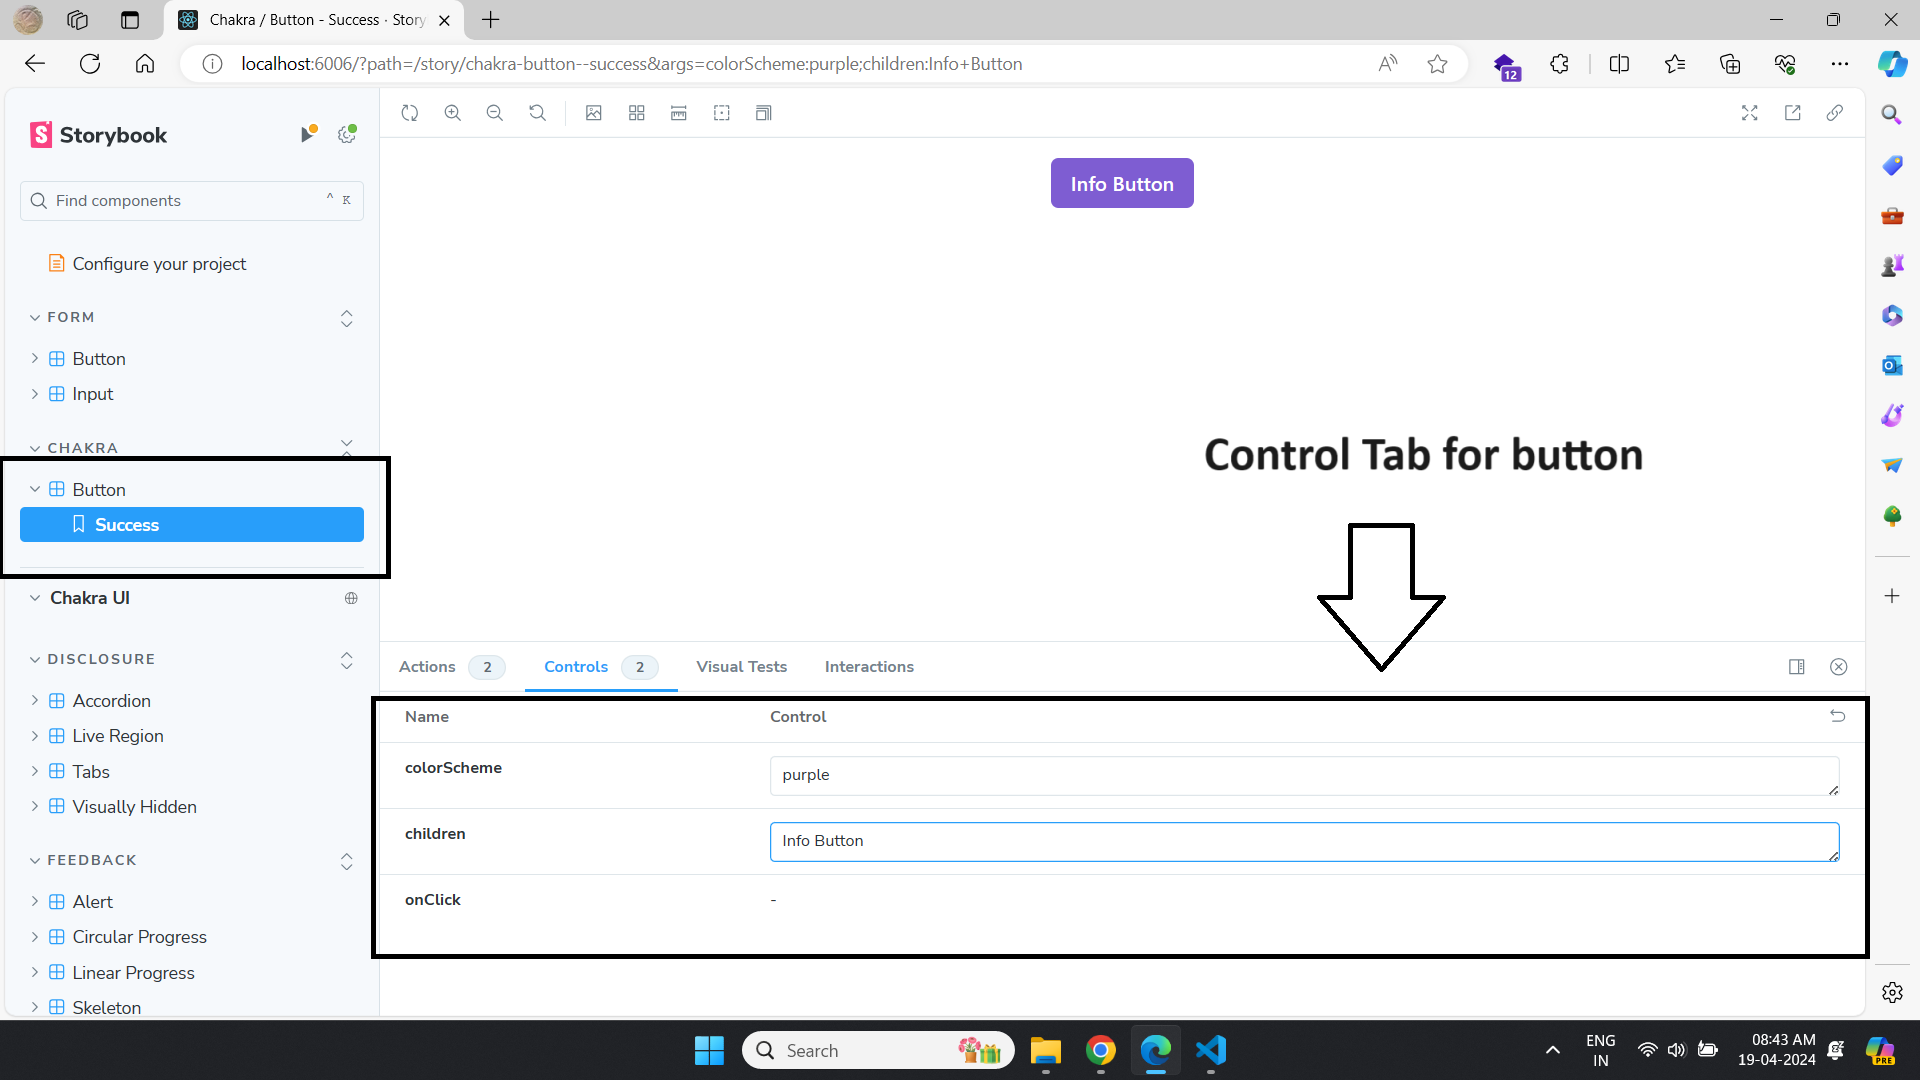 Chakra / Button - Success · Story
localhost:6006/?path=/story/chakra-button--success&args=colorScheme:purple;children:Info+Button
12
Storybook
Find components
^ K
Configure your project
FORM
Button
Input
CHAKRA
Button
Success
Chakra UI
DISCLOSURE
Accordion
Live Region
Tabs
Visually Hidden
FEEDBACK
Alert
Circular Progress
Linear Progress
Skeleton
Info Button
Control Tab for button
Actions 2 Controls 2 Visual Tests Interactions
Name Control
colorScheme purple
children Info Button
onClick -
Search
ENG
IN
08:43 AM
19-04-2024
PRE